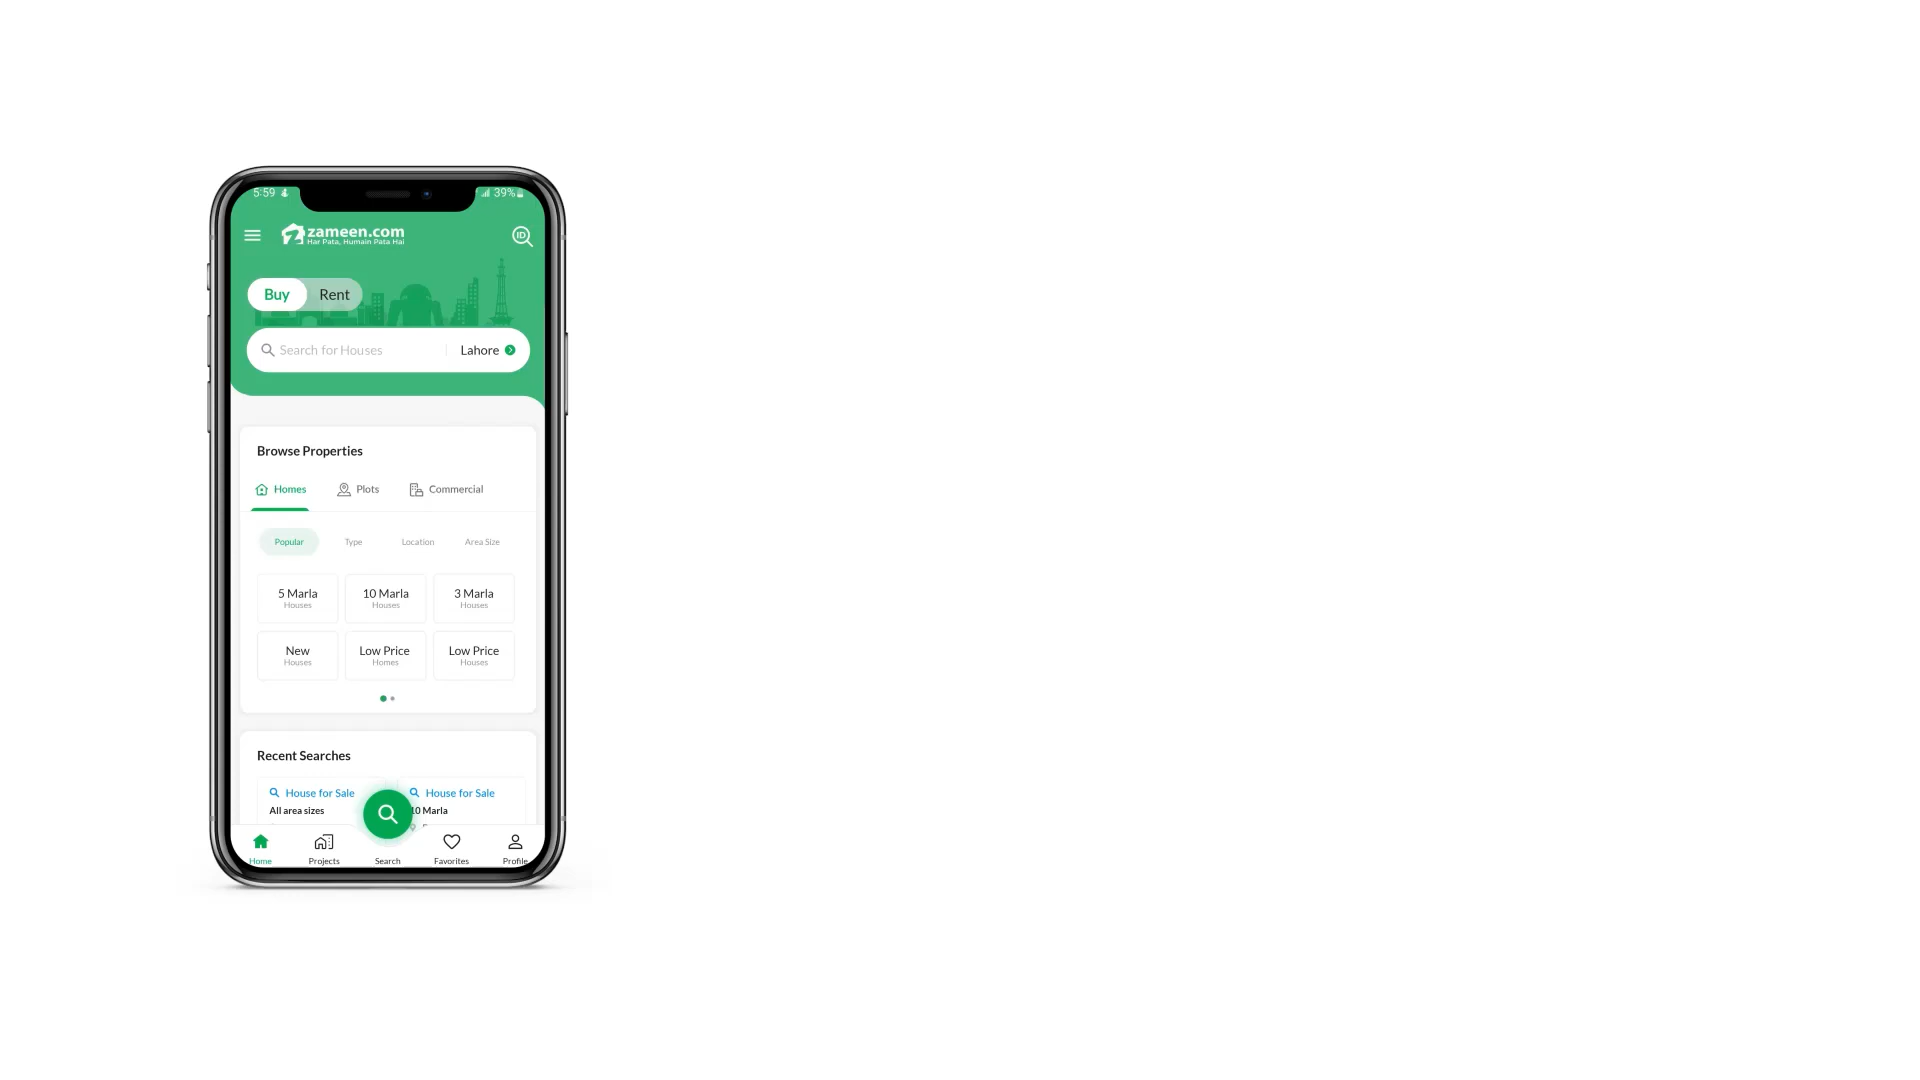 5:59 39%
zameen.com
Har Pata, Humain Pata Hai
ID
Buy Rent
Search for Houses Lahore
Browse Properties
Homes Plots Commercial
Popular Type Location Area Size
5 Marla 10 Marla 3 Marla
Houses Houses Houses
New Low Price Low Price
Houses Homes Houses
Recent Searches
House for Sale House for Sale
All area sizes 10 Marla
Home Projects Search Favorites Profile